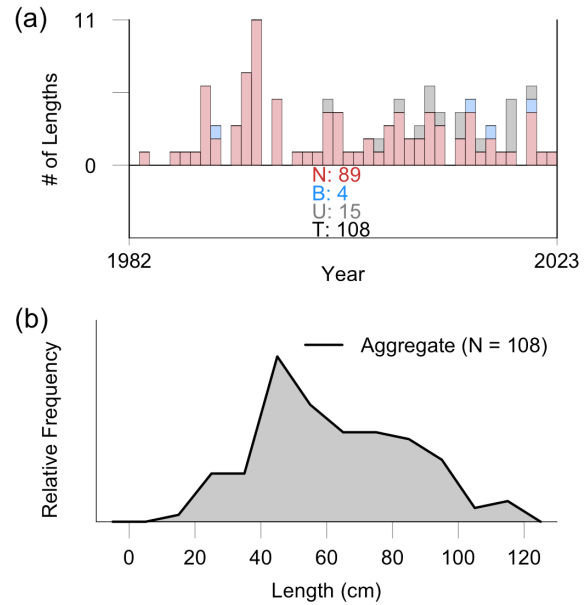 (a)
11
# of Lengths
0
N: 89
B: 4
U: 15
T: 108
1982
2023
Year
(b)
Aggregate (N = 108)
Relative Frequency
0 20 40 60 80 100 120
Length (cm)